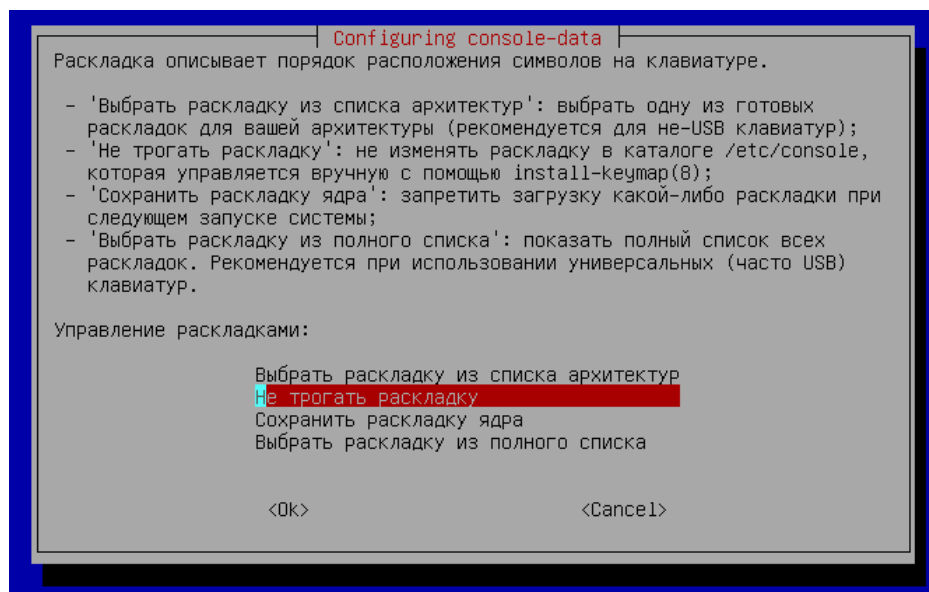 Configuring console-data
Раскладка описывает порядок расположения символов на клавиатуре.
- 'Выбрать раскладку из списка архитектур': выбрать одну из готовых
раскладок для вашей архитектуры (рекомендуется для не-USB клавиатур);
- 'Не трогать раскладку': не изменять раскладку в каталоге /etc/console,
которая управляется вручную с помощью install-keymap(8);
- 'Сохранить раскладку ядра': запретить загрузку какой-либо раскладки при
следующем запуске системы;
- 'Выбрать раскладку из полного списка': показать полный список всех
раскладок. Рекомендуется при использовании универсальных (часто USB)
клавиатур.
Управление раскладками:
Выбрать раскладку из списка архитектур
Не трогать раскладку
Сохранить раскладку ядра
Выбрать раскладку из полного списка
<Ok> <Cancel>